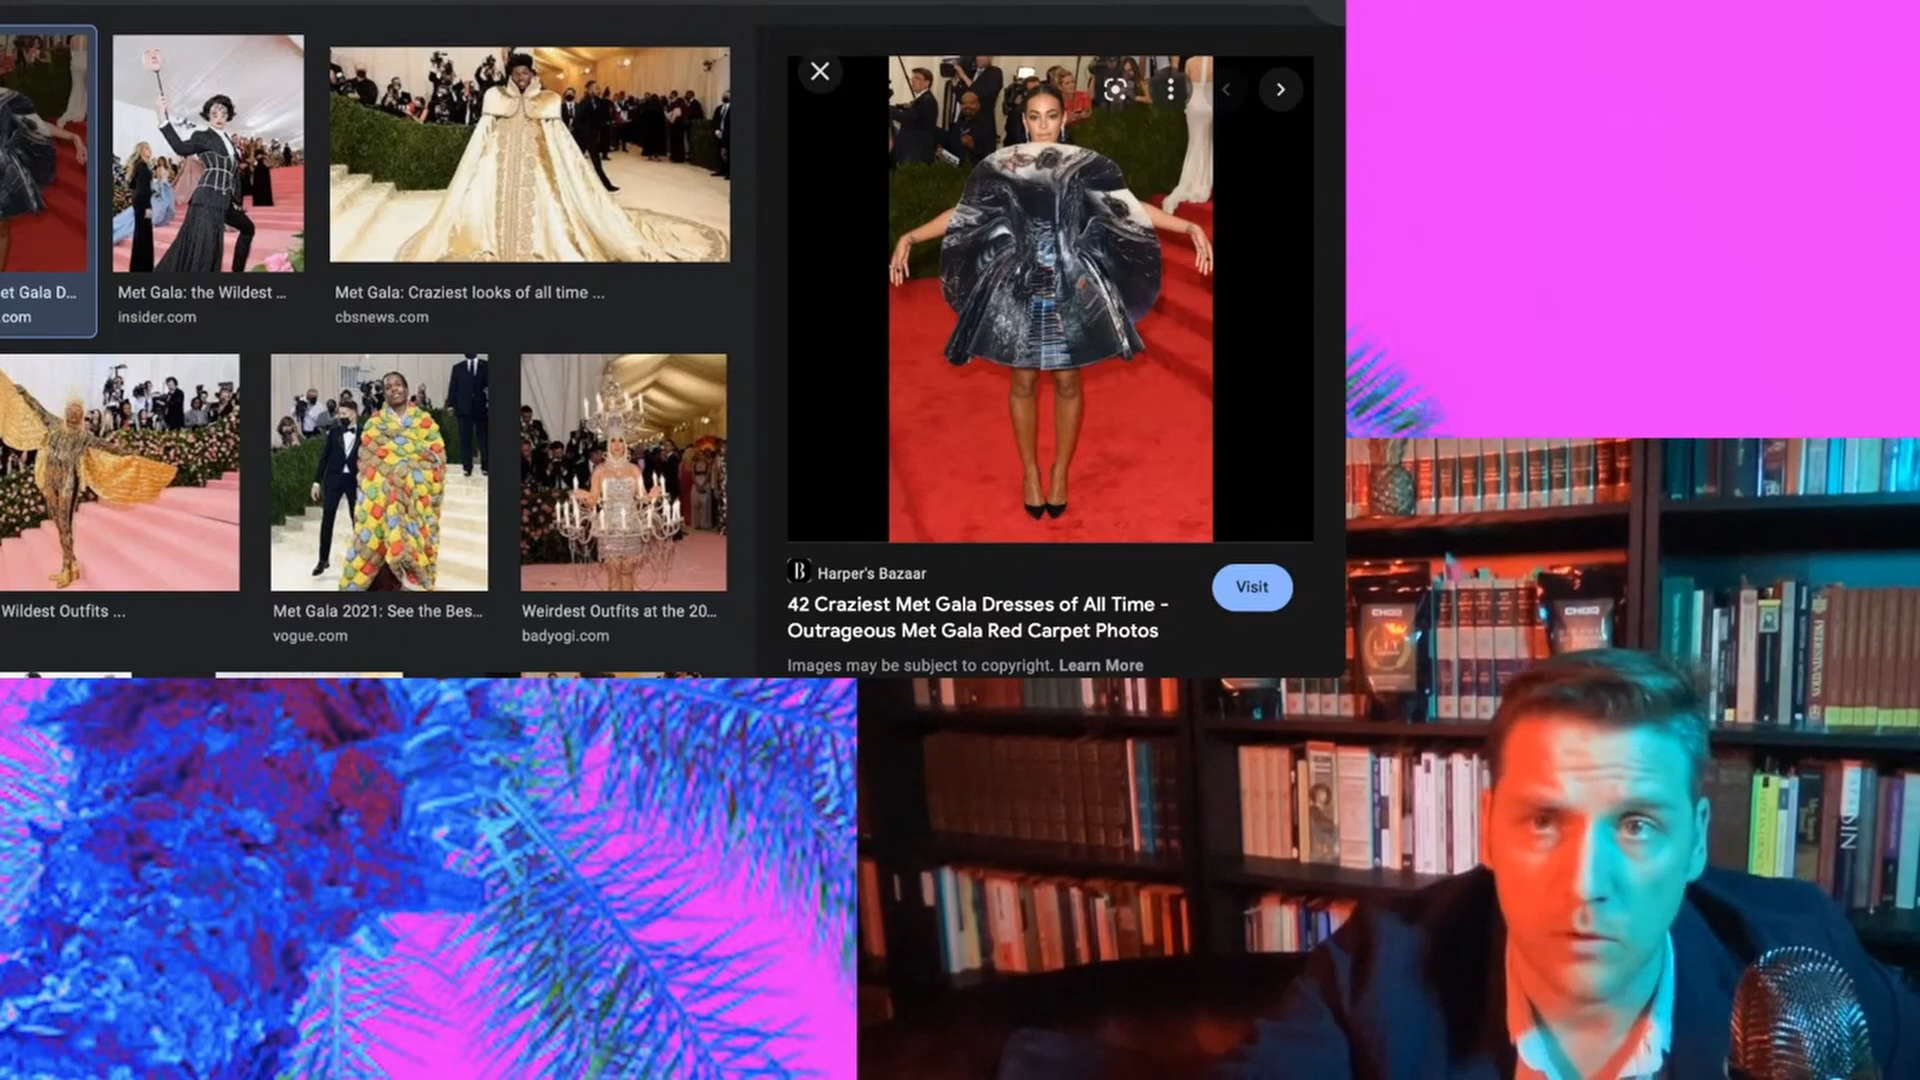 et Gala D...
.com
Met Gala: the Wildest ...
insider.com
Met Gala: Craziest looks of all time ...
cbsnews.com
Wildest Outfits ...
Met Gala 2021: See the Bes...
vogue.com
Weirdest Outfits at the 20...
badyogi.com
B
Harper's Bazaar
42 Craziest Met Gala Dresses of All Time -
Outrageous Met Gala Red Carpet Photos
Images may be subject to copyright. Learn More
Visit
CHOQ
CHOQ
LIT